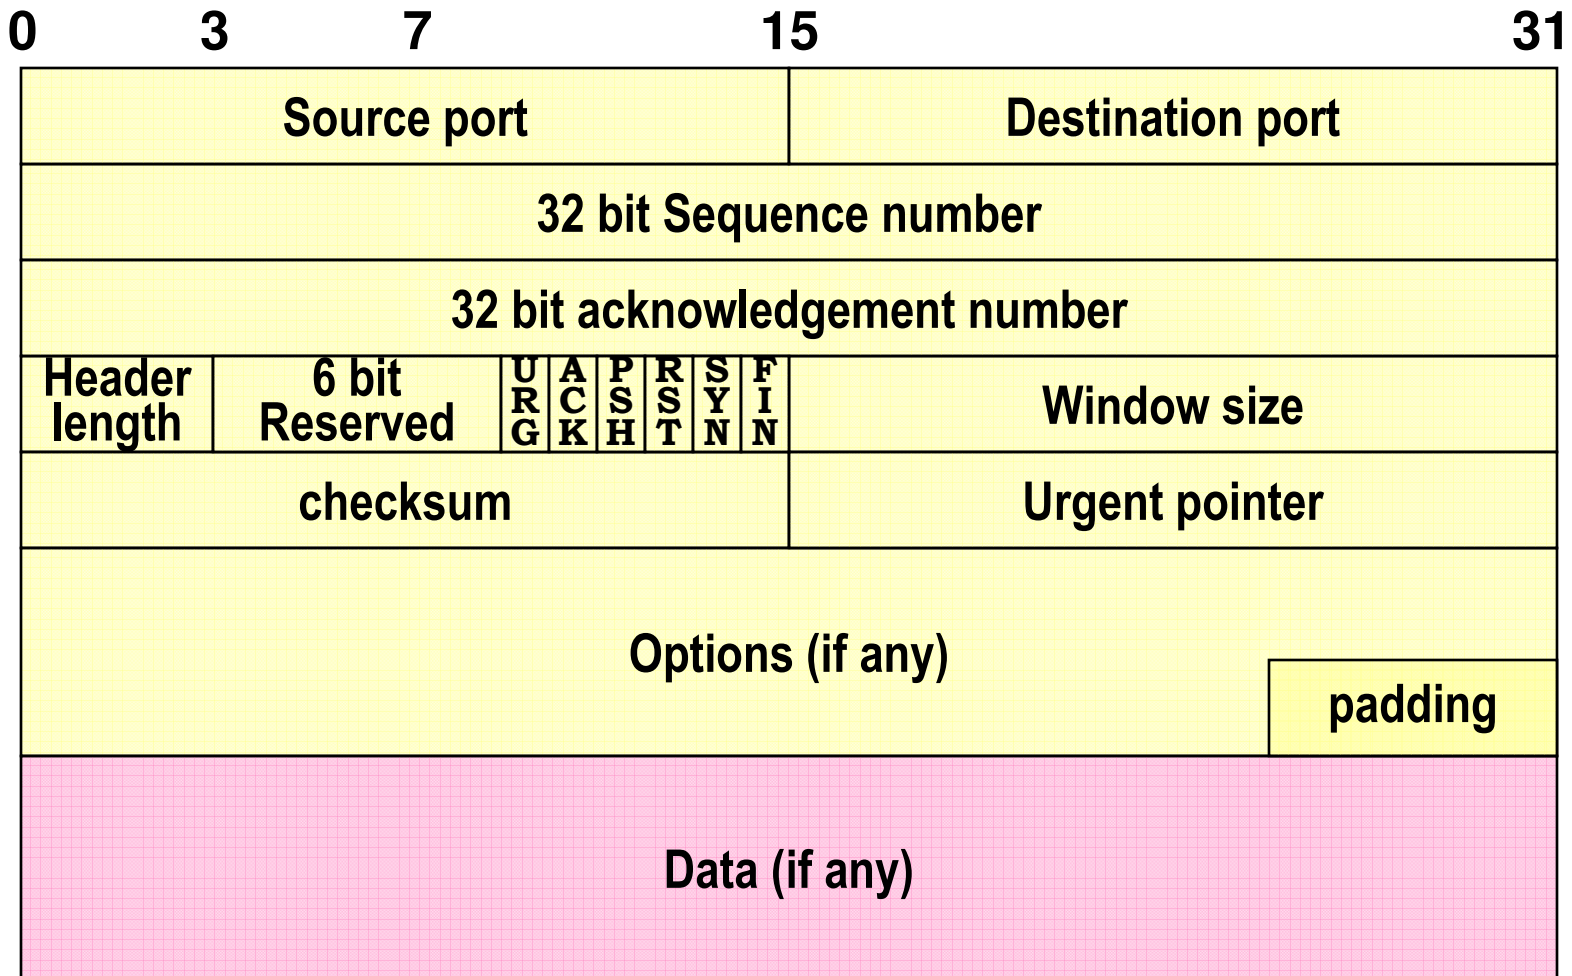 0 3 7 15 31
Source port Destination port
32 bit Sequence number
32 bit acknowledgement number
Header length 6 bit Reserved URG ACK PSH RST SYN FIN Window size
checksum Urgent pointer
Options (if any)
padding
Data (if any)